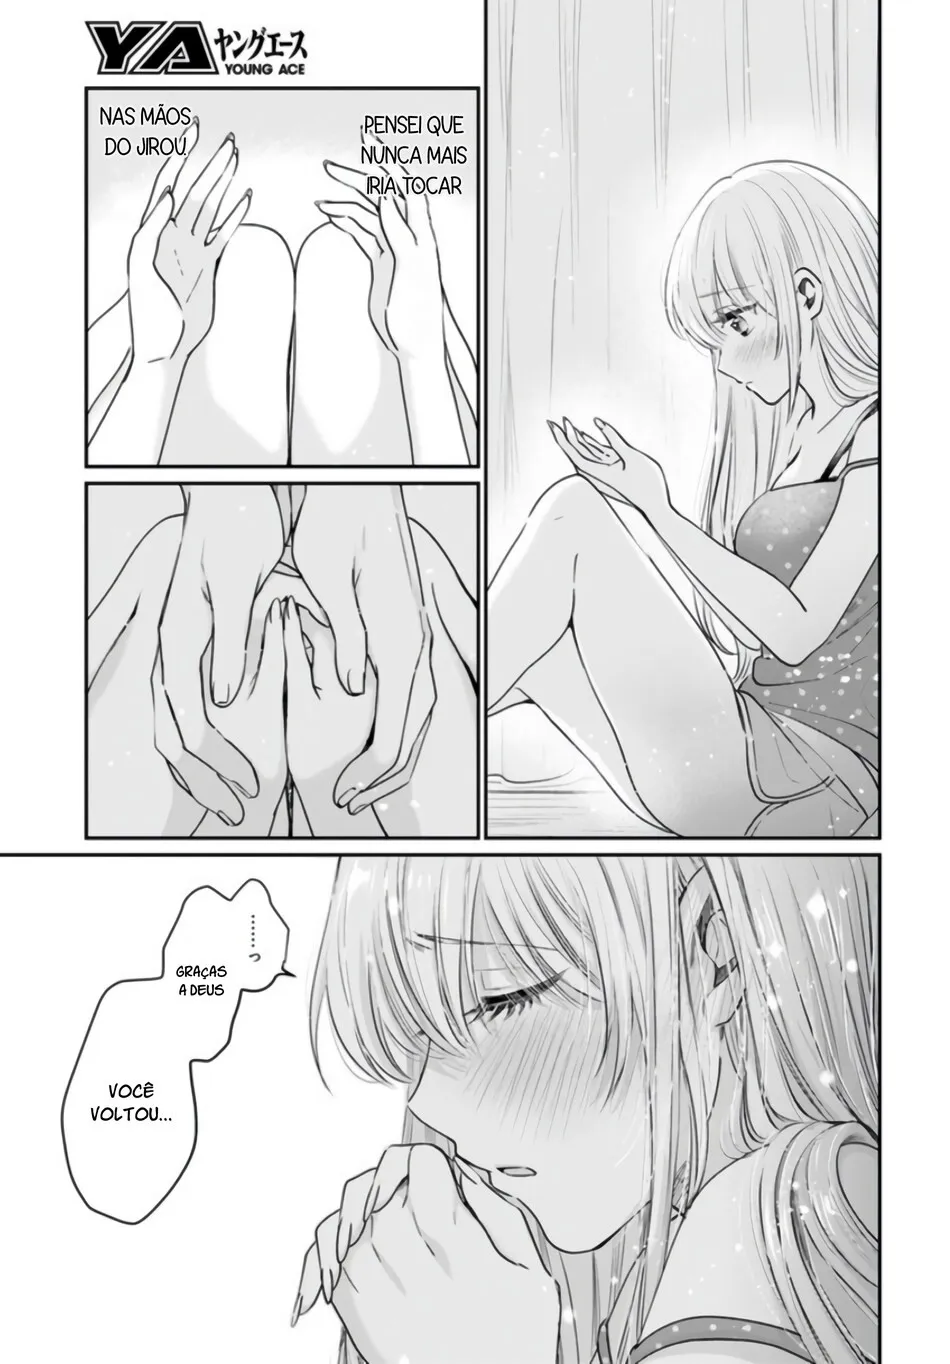 YA
ヤングエース
YOUNG ACE
PENSEI QUE
NUNCA MAIS
IRIA TOCAR
NAS MÃOS
DO JIROU.
………っ
GRAÇAS
A DEUS
VOCÊ
VOLTOU...